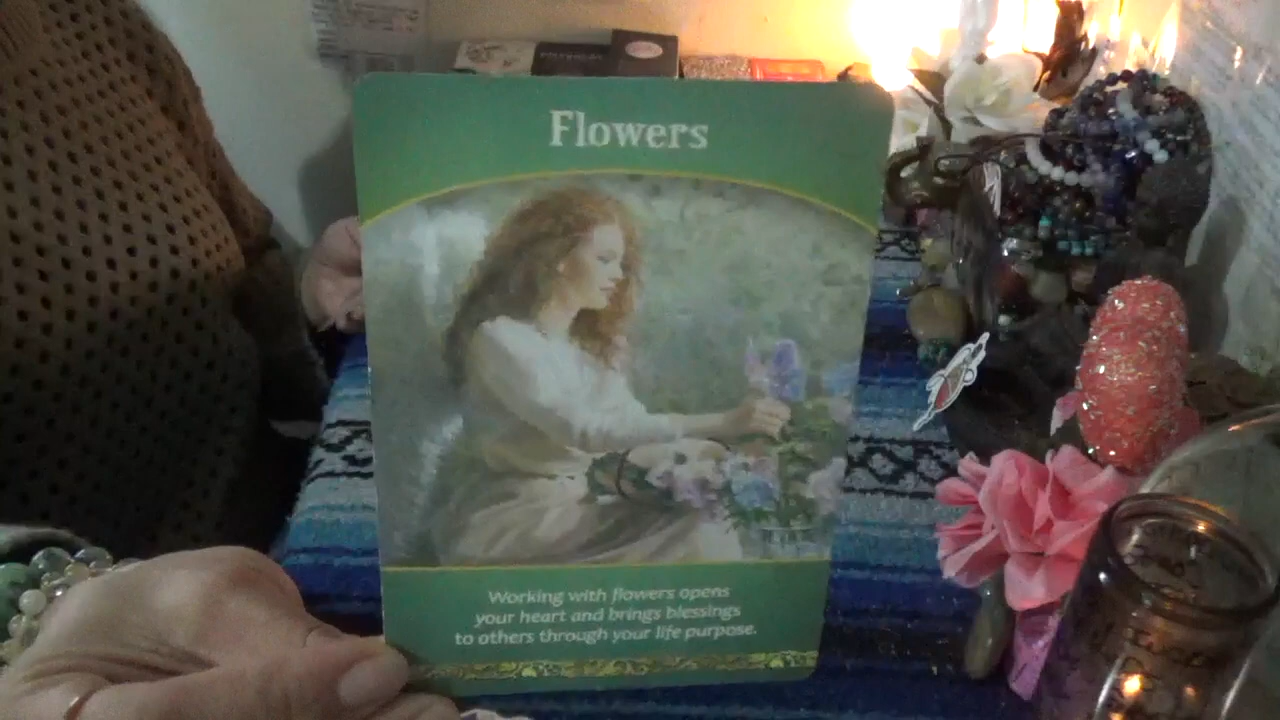 Flowers
Working with flowers opens
your heart and brings blessings
to others through your life purpose.